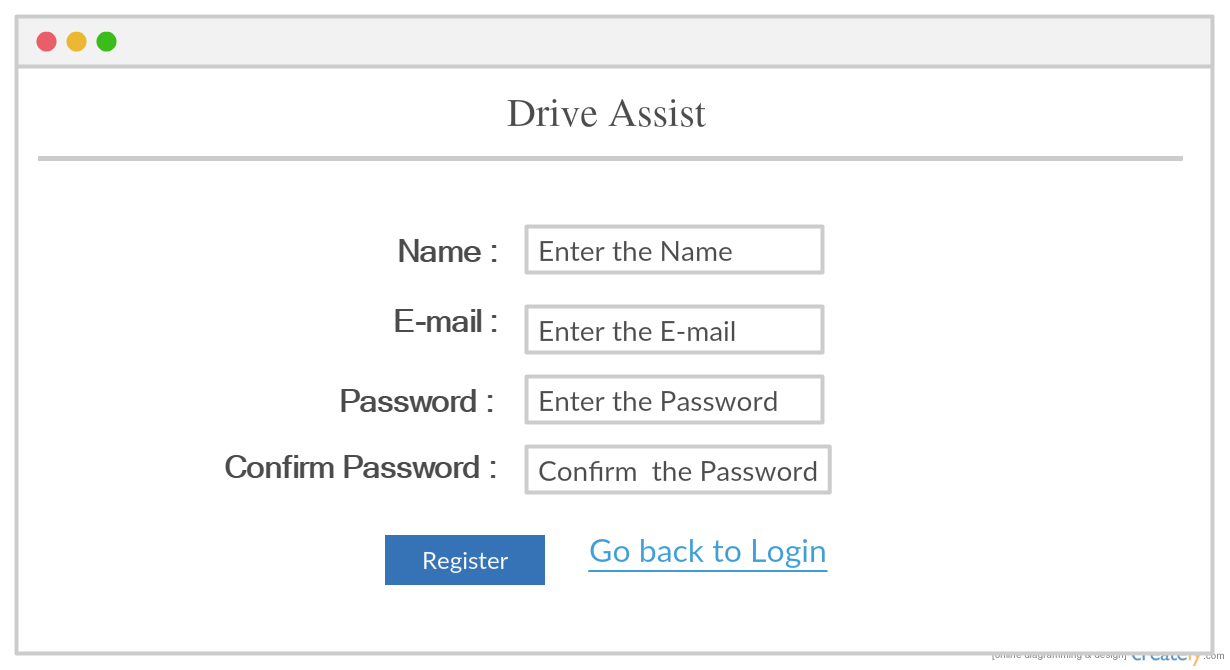 Drive Assist
Name : Enter the Name
E-mail : Enter the E-mail
Password : Enter the Password
Confirm Password : Confirm  the Password
Register Go back to Login
[online diagramming & design] creately.com